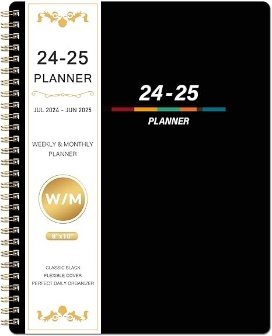 24-25
PLANNER
JUL 2024 - JUN 2025
WEEKLY & MONTHLY
PLANNER
W/M
8" x 10"
CLASSIC BLACK
FLEXIBLE COVER
PERFECT DAILY ORGANIZER
24-25
PLANNER